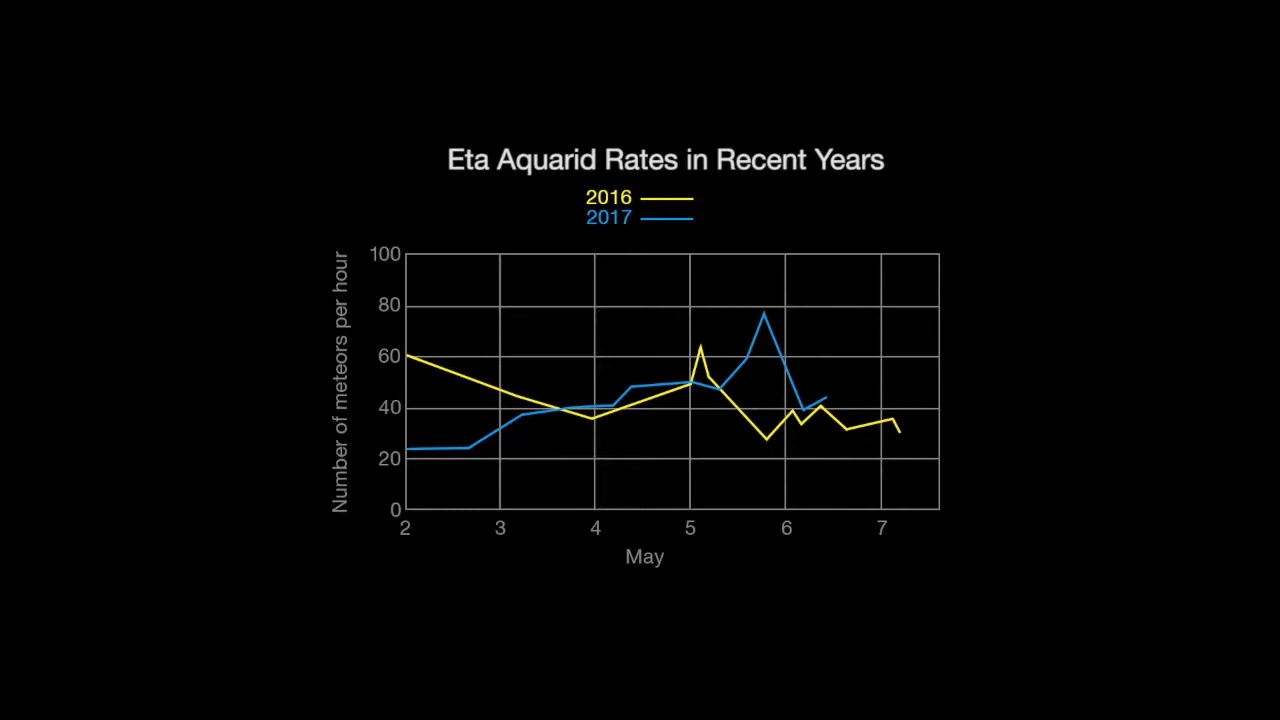 Eta Aquarid Rates in Recent Years
2016
2017
Number of meteors per hour
100
80
60
40
20
0
2 3 4 5 6 7
May